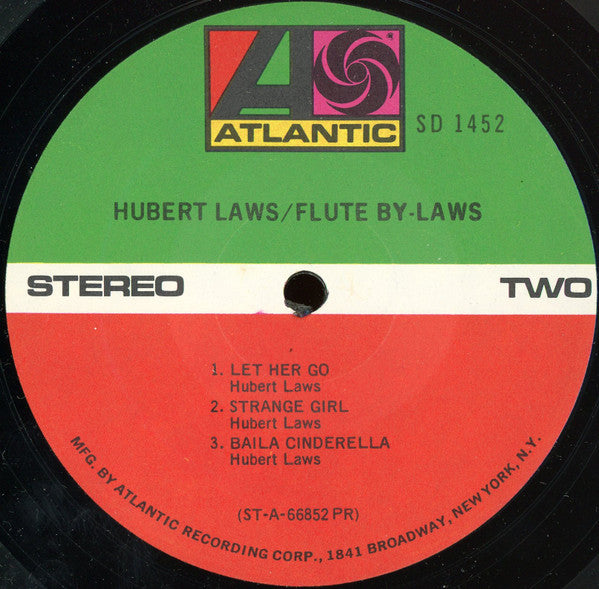 ATLANTIC
SD 1452
HUBERT LAWS/FLUTE BY-LAWS
STEREO
TWO
1. LET HER GO
Hubert Laws
2. STRANGE GIRL
Hubert Laws
3. BAILA CINDERELLA
Hubert Laws
(ST-A-66852 PR)
MFG. BY ATLANTIC RECORDING CORP., 1841 BROADWAY, NEW YORK, N.Y.